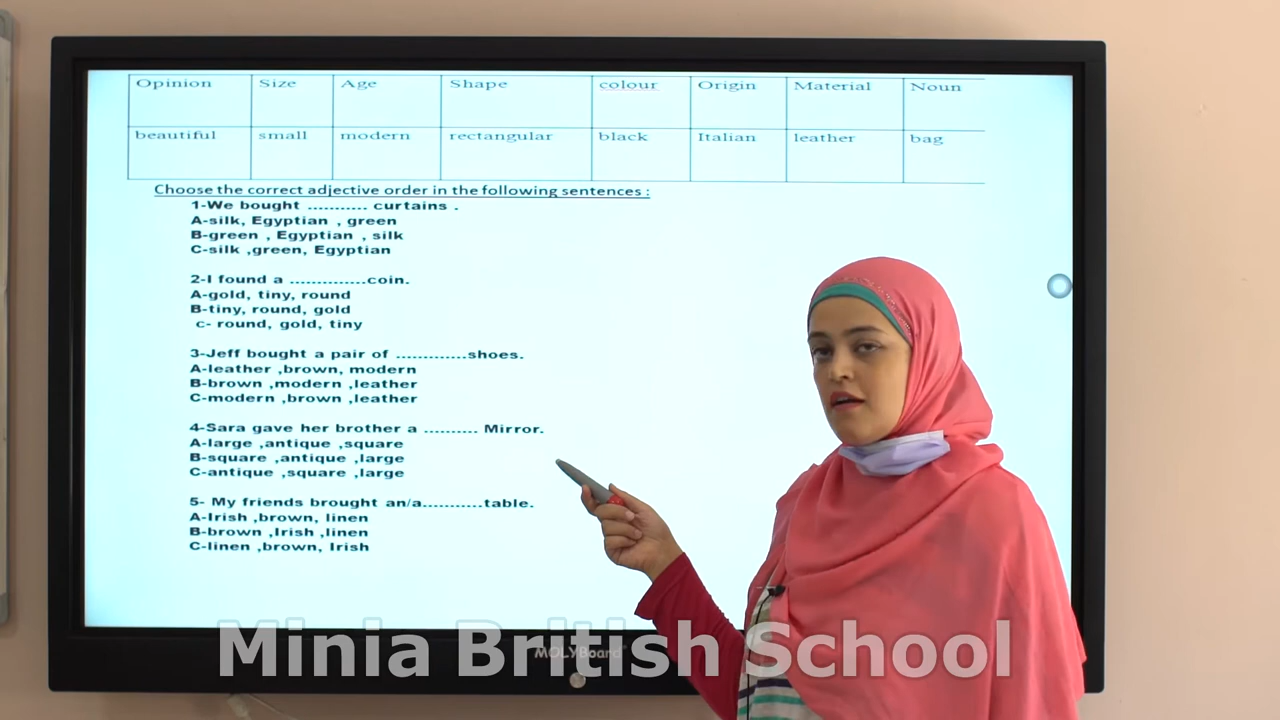 Opinion Size Age Shape colour Origin Material Noun
beautiful small modern rectangular black Italian leather bag
Choose the correct adjective order in the following sentences :
1-We bought ........... curtains .
A-silk, Egyptian , green
B-green , Egyptian , silk
C-silk ,green, Egyptian
2-I found a ..............coin.
A-gold, tiny, round
B-tiny, round, gold
c- round, gold, tiny
3-Jeff bought a pair of .............shoes.
A-leather ,brown, modern
B-brown ,modern ,leather
C-modern ,brown ,leather
4-Sara gave her brother a .......... Mirror.
A-large ,antique ,square
B-square ,antique ,large
C-antique ,square ,large
5- My friends brought an/a...........table.
A-Irish ,brown, linen
B-brown ,Irish ,linen
C-linen ,brown, Irish
Minia British School
MOLYBoard